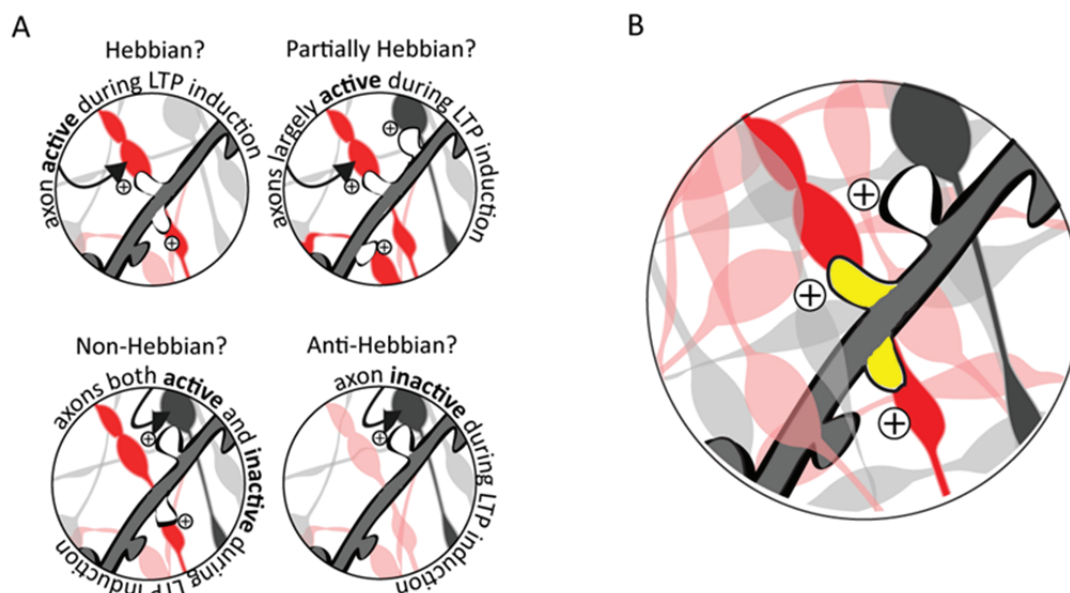 A
Hebbian?
axon active during LTP induction
Partially Hebbian?
axons largely active during LTP induction
Non-Hebbian?
axons both active and inactive during LTP induction
Anti-Hebbian?
axon inactive during LTP induction
B